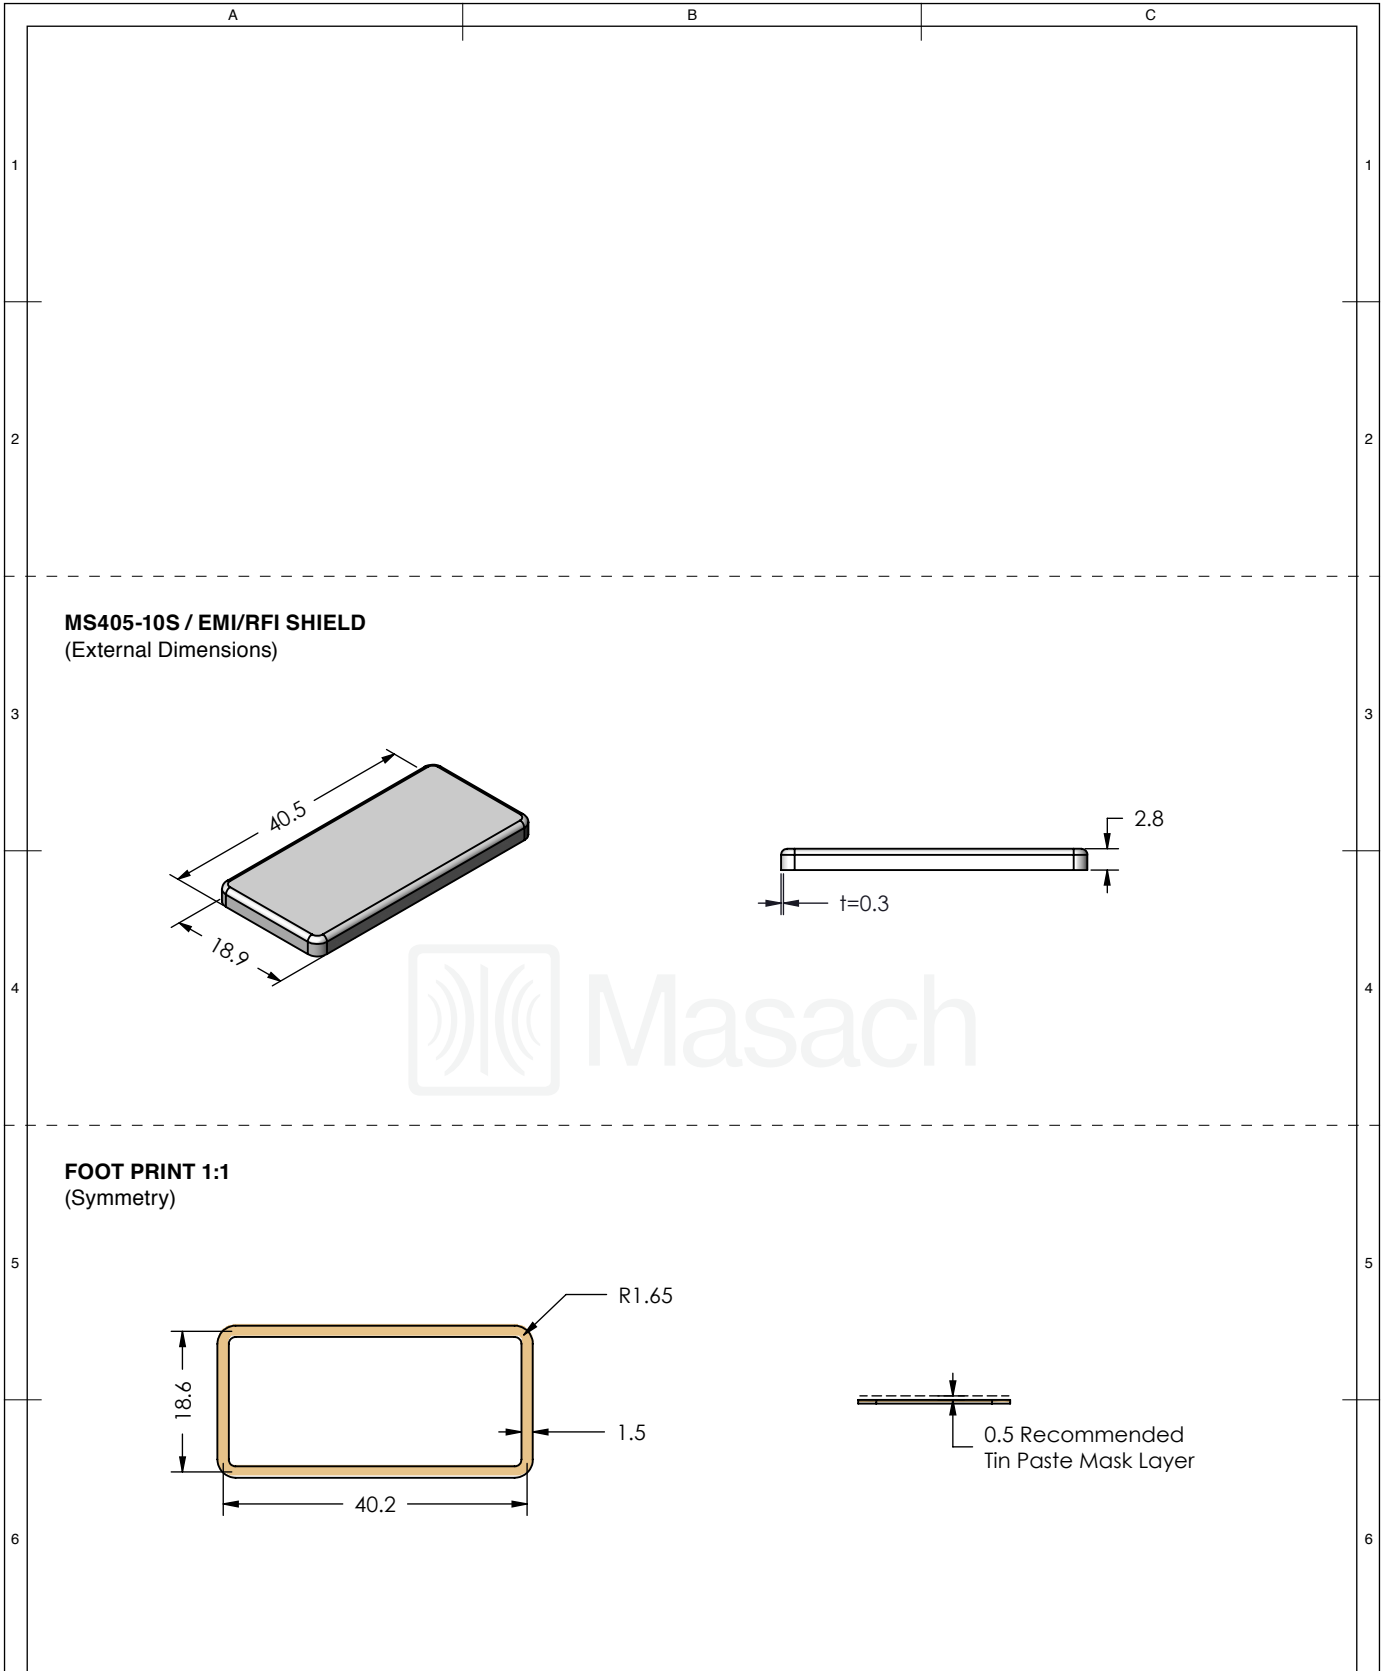 A B C
1 1
2 2
MS405-10S / EMI/RFI SHIELD
(External Dimensions)
3 3
40.5
2.8
t=0.3
18.9
4 4
Masach
FOOT PRINT 1:1
(Symmetry)
5 5
R1.65
18.6
1.5
0.5 Recommended
Tin Paste Mask Layer
40.2
6 6